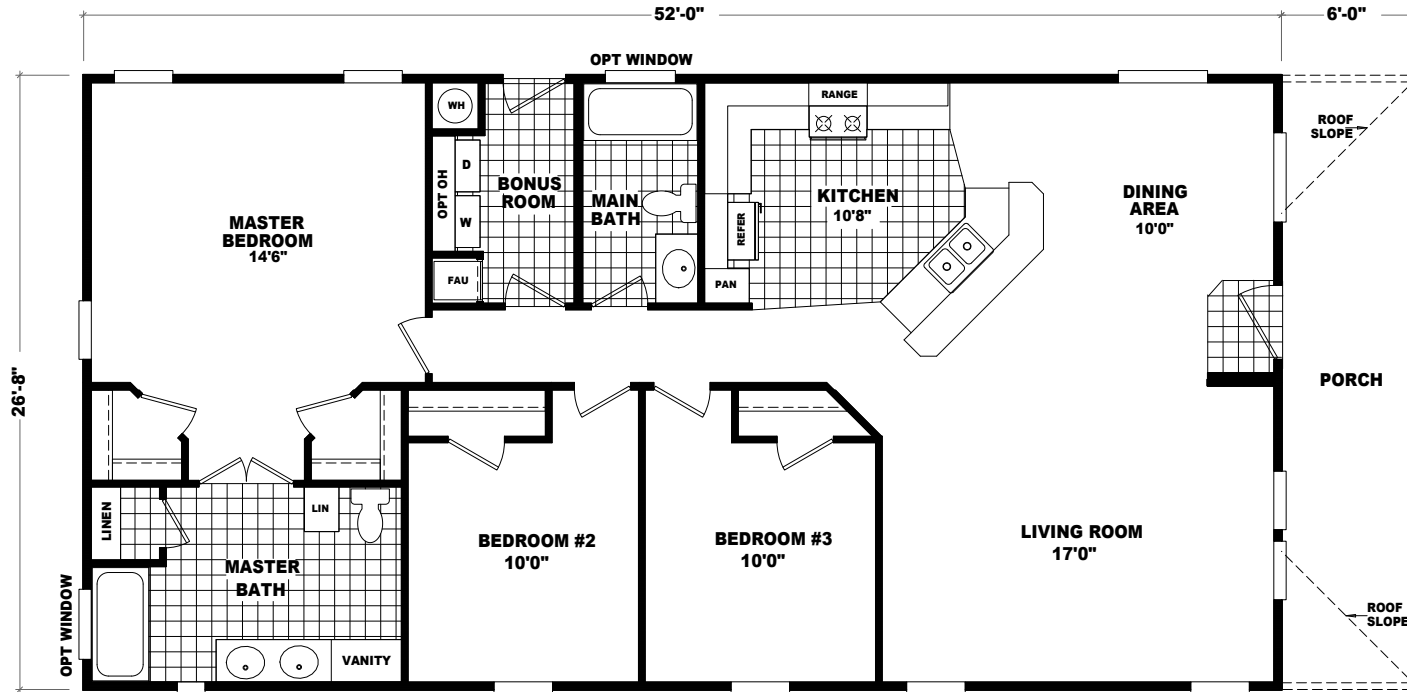 52'-0"
6'-0"
OPT WINDOW
RANGE
WH
ROOF
SLOPE
D
OPT OH
BONUS
ROOM
MAIN
BATH
KITCHEN
10'8"
DINING
AREA
10'0"
MASTER
BEDROOM
14'6"
W
REFER
FAU
PAN
26'-8"
PORCH
LINEN
LIN
BEDROOM #2
10'0"
BEDROOM #3
10'0"
LIVING ROOM
17'0"
MASTER
BATH
OPT WINDOW
VANITY
ROOF
SLOPE